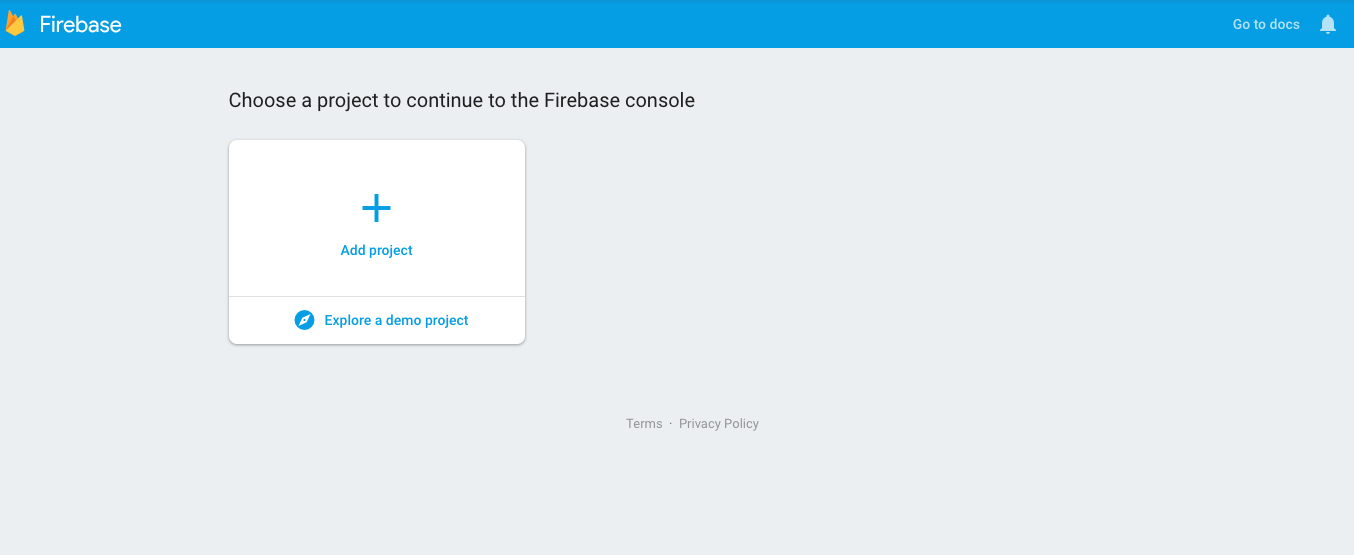 Firebase
Go to docs
Choose a project to continue to the Firebase console
Add project
Explore a demo project
Terms · Privacy Policy